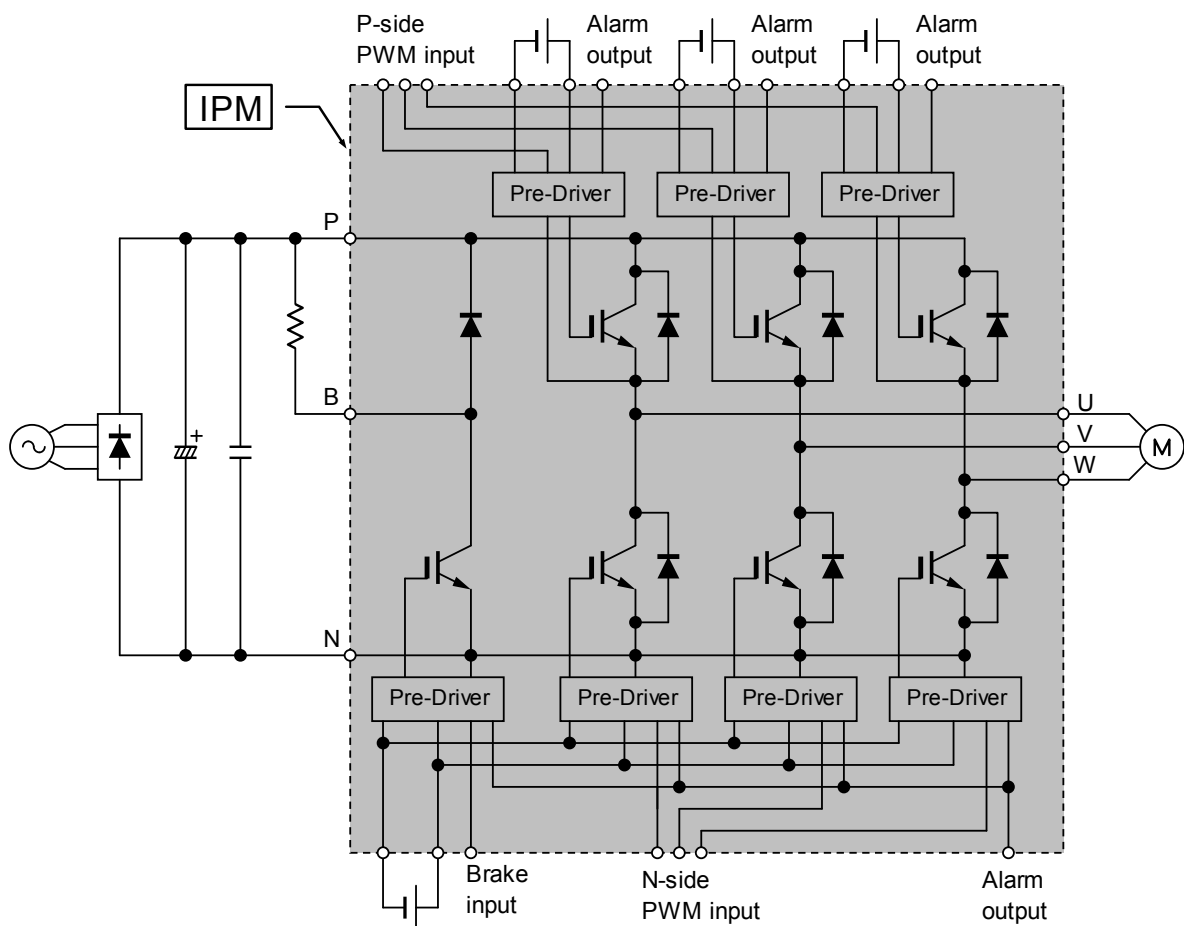 P-side
PWM input
Alarm
output
Alarm
output
Alarm
output
IPM
Pre-Driver
Pre-Driver
Pre-Driver
P
B
U
V
W
M
N
Pre-Driver
Pre-Driver
Pre-Driver
Pre-Driver
Brake
input
N-side
PWM input
Alarm
output